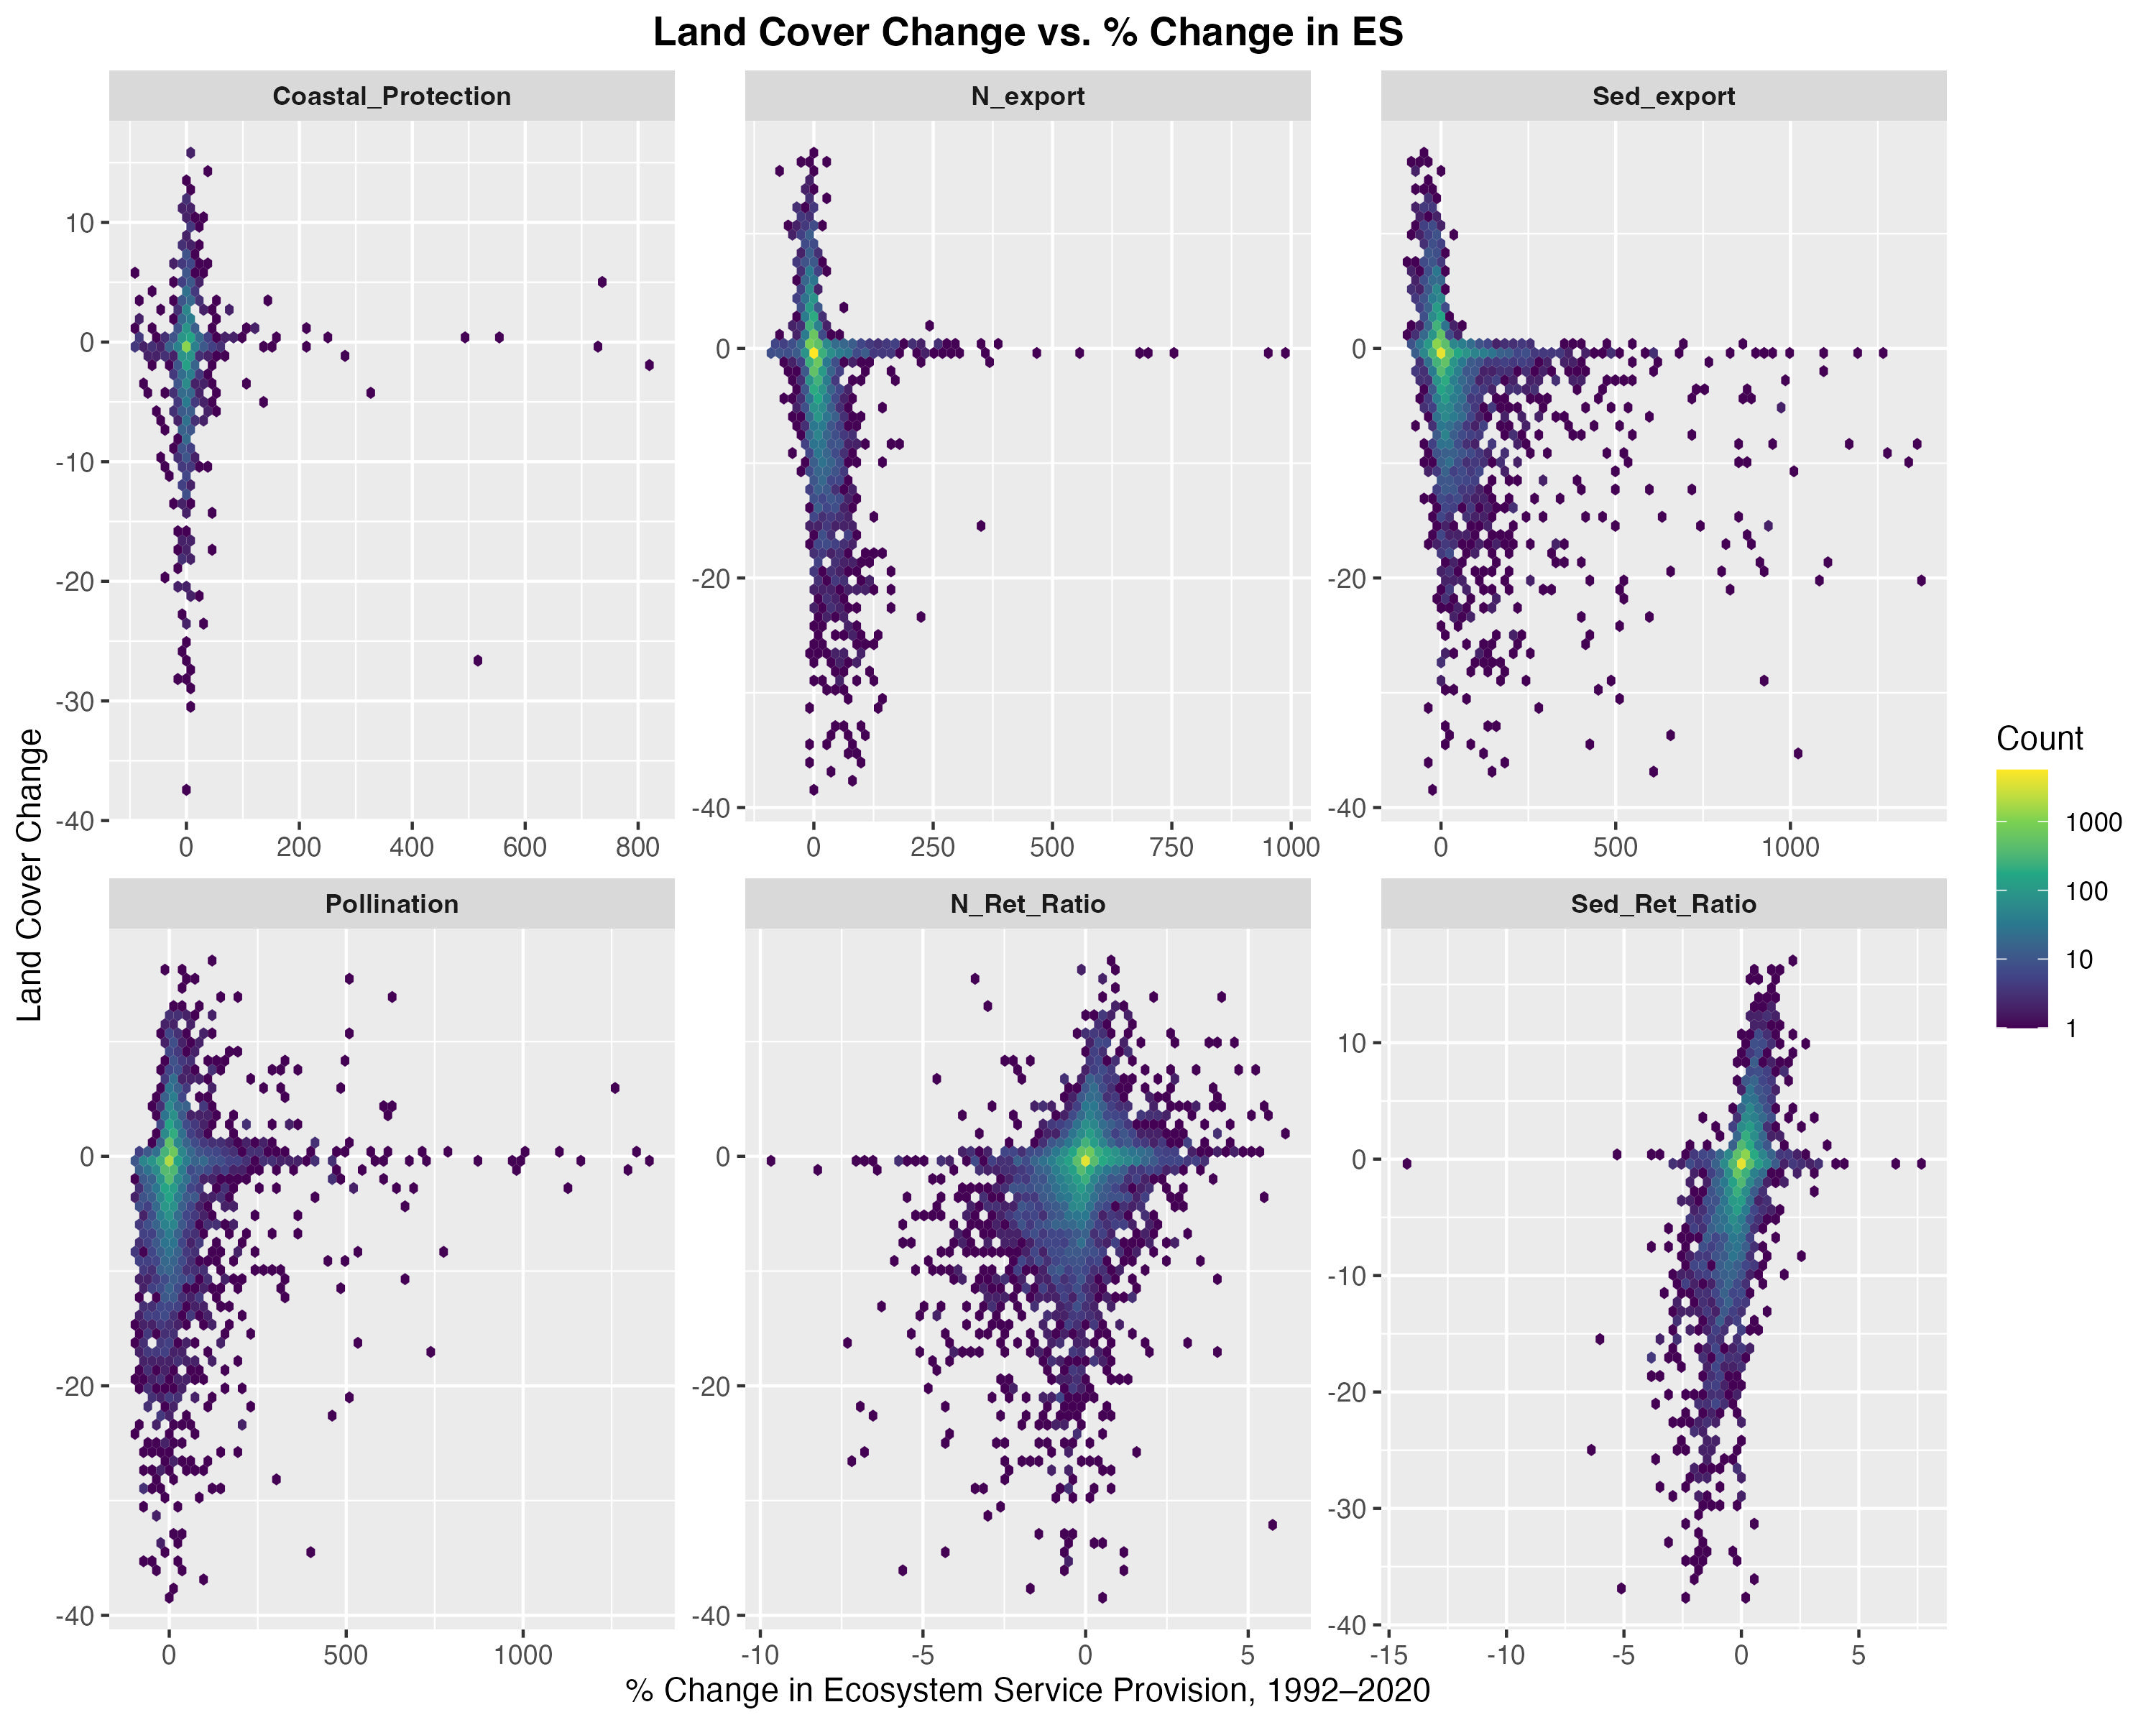 Land Cover Change vs. % Change in ES
Coastal_Protection
N_export
Sed_export
10
0
-10
-20
-30
-40
0
-20
-40
0
-20
-40
0 200 400 600 800
0 250 500 750 1000
0 500 1000
Land Cover Change
Pollination
N_Ret_Ratio
Sed_Ret_Ratio
0
-20
-40
0
-20
-40
10
0
-10
-20
-30
-40
0 500 1000
-10 -5 0 5
-15 -10 -5 0 5
% Change in Ecosystem Service Provision, 1992–2020
Count
1000
100
10
1